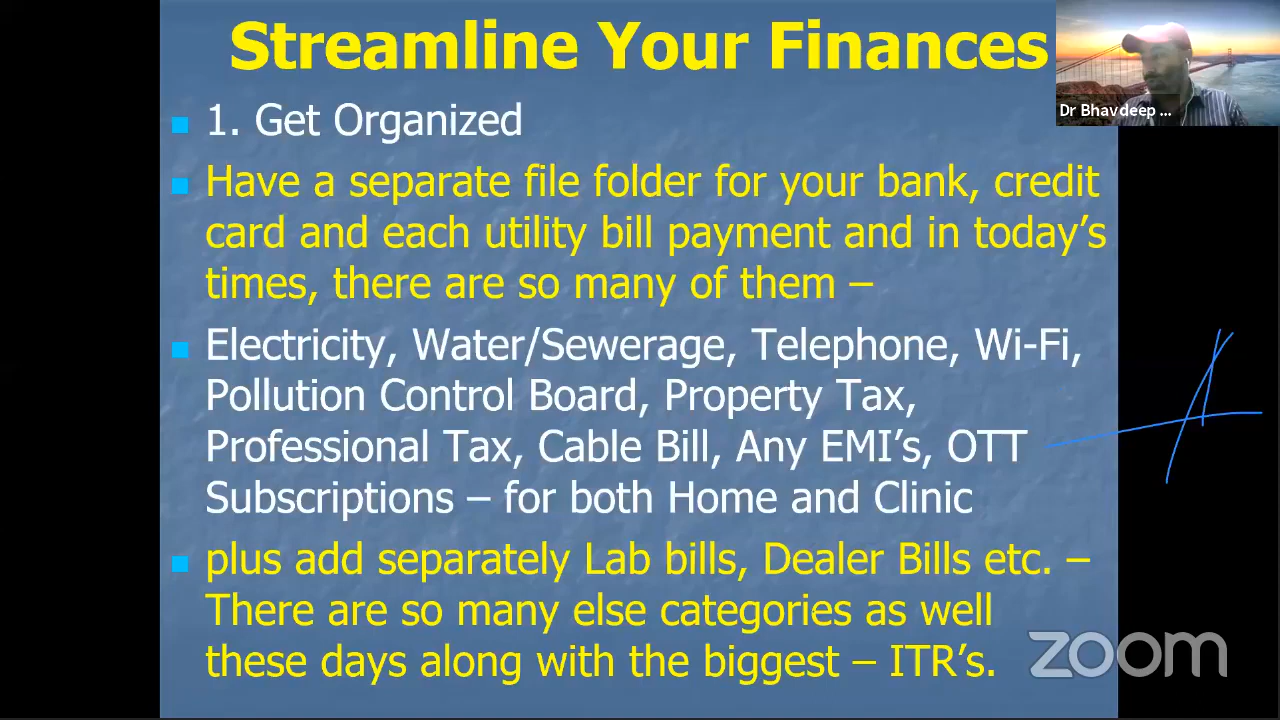 Streamline Your Finances
Dr Bhavdeep ...
1. Get Organized
Have a separate file folder for your bank, credit
card and each utility bill payment and in today's
times, there are so many of them –
Electricity, Water/Sewerage, Telephone, Wi-Fi,
Pollution Control Board, Property Tax,
Professional Tax, Cable Bill, Any EMI's, OTT
Subscriptions – for both Home and Clinic
plus add separately Lab bills, Dealer Bills etc. –
There are so many else categories as well
these days along with the biggest – ITR's.
zoom